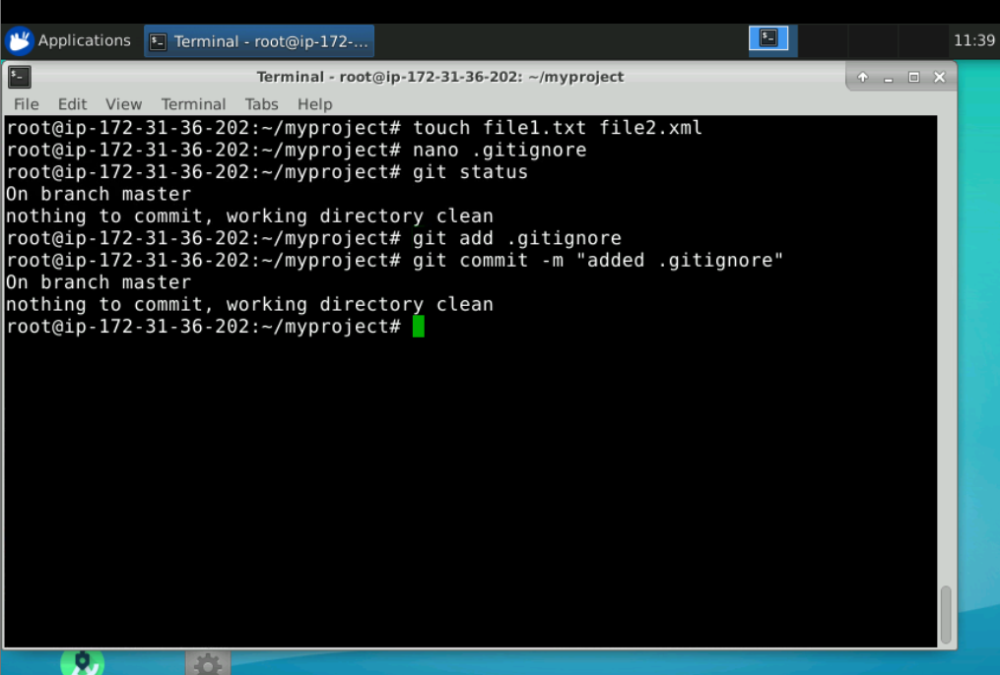 Applications
Terminal - root@ip-172-...
11:39
Terminal - root@ip-172-31-36-202: ~/myproject
File Edit View Terminal Tabs Help
root@ip-172-31-36-202:~/myproject# touch file1.txt file2.xml
root@ip-172-31-36-202:~/myproject# nano .gitignore
root@ip-172-31-36-202:~/myproject# git status
On branch master
nothing to commit, working directory clean
root@ip-172-31-36-202:~/myproject# git add .gitignore
root@ip-172-31-36-202:~/myproject# git commit -m "added .gitignore"
On branch master
nothing to commit, working directory clean
root@ip-172-31-36-202:~/myproject#